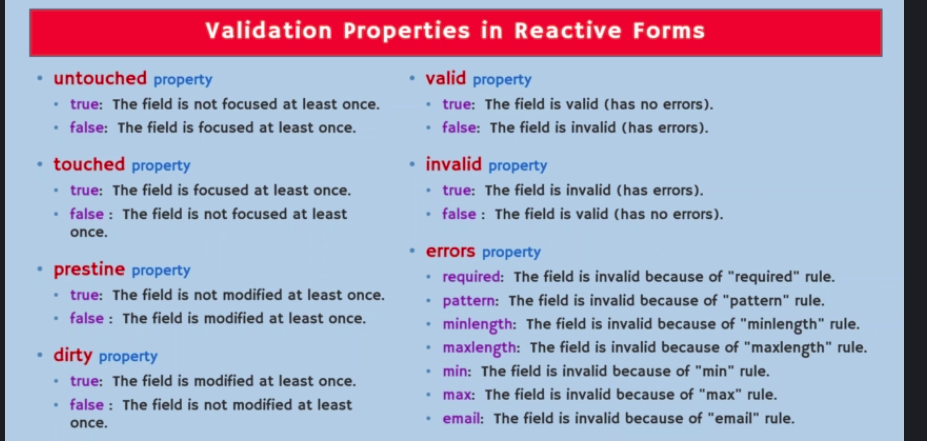 Validation Properties in Reactive Forms
• untouched property
• true: The field is not focused at least once.
• false: The field is focused at least once.
• touched property
• true: The field is focused at least once.
• false : The field is not focused at least
once.
• prestine property
• true: The field is not modified at least once.
• false : The field is modified at least once.
• dirty property
• true: The field is modified at least once.
• false : The field is not modified at least
once.
• valid property
• true: The field is valid (has no errors).
• false: The field is invalid (has errors).
• invalid property
• true: The field is invalid (has errors).
• false : The field is valid (has no errors).
• errors property
• required: The field is invalid because of "required" rule.
• pattern: The field is invalid because of "pattern" rule.
• minlength: The field is invalid because of "minlength" rule.
• maxlength: The field is invalid because of "maxlength" rule.
• min: The field is invalid because of "min" rule.
• max: The field is invalid because of "max" rule.
• email: The field is invalid because of "email" rule.